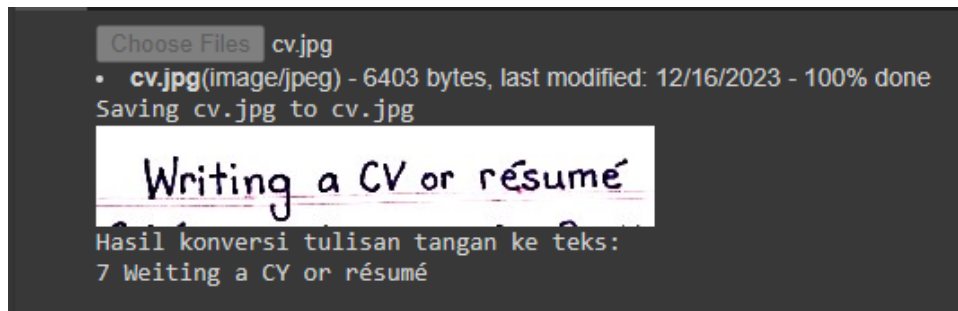 Choose Files cv.jpg
• cv.jpg(image/jpeg) - 6403 bytes, last modified: 12/16/2023 - 100% done
Saving cv.jpg to cv.jpg
Writing a CV or résumé
Hasil konversi tulisan tangan ke teks:
7 Weiting a CY or résumé